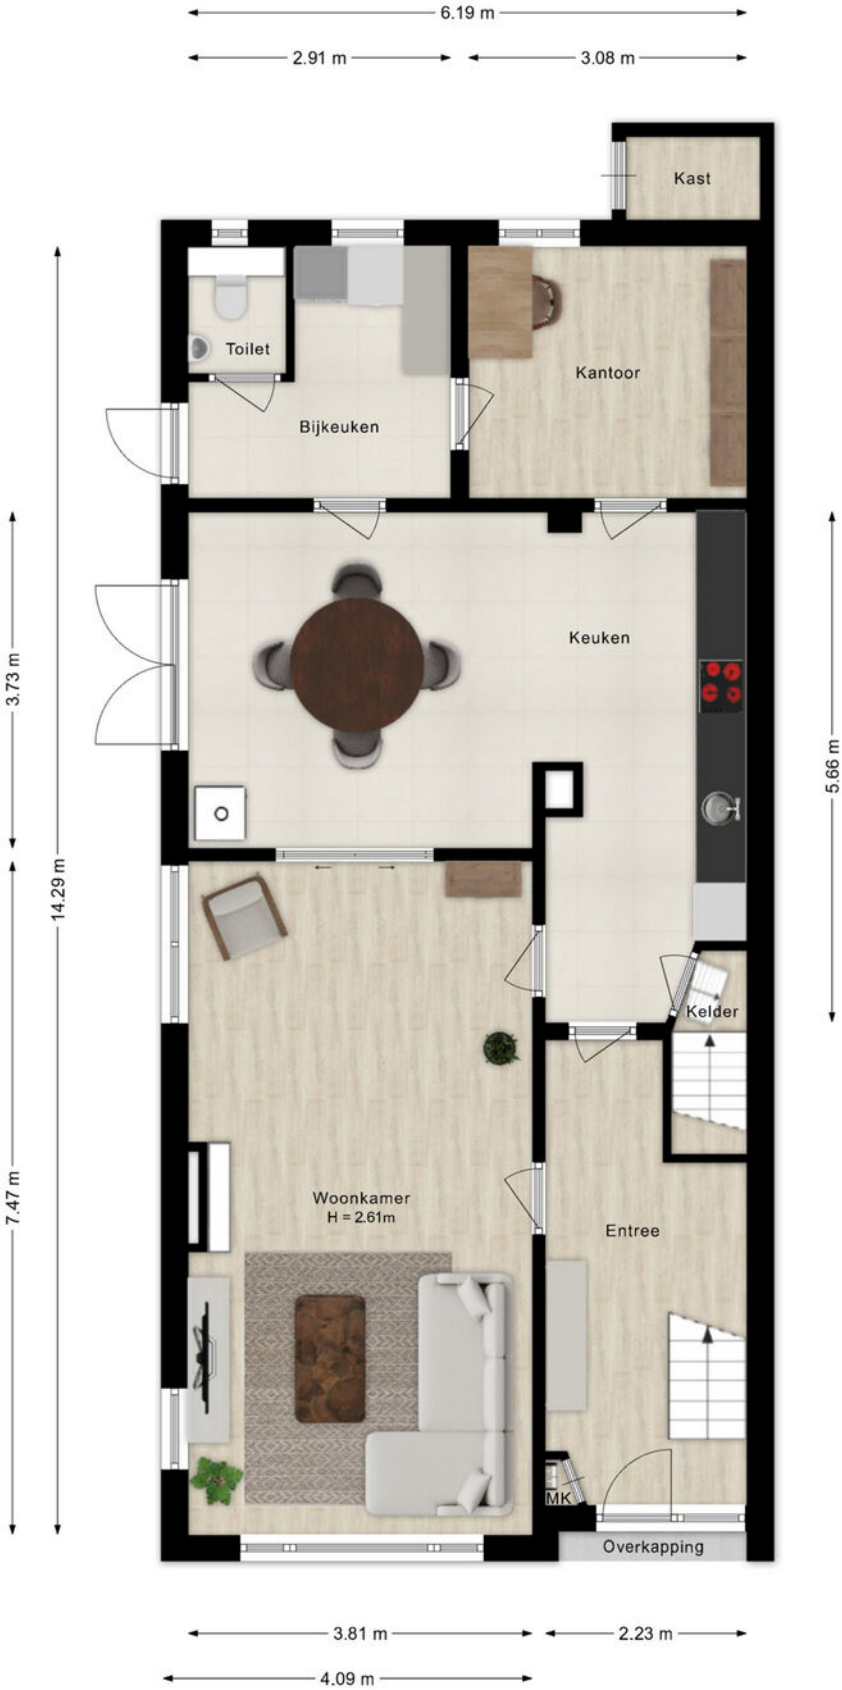 6.19 m
2.91 m
3.08 m
Kast
Toilet
Kantoor
Bijkeuken
Keuken
3.73 m
5.66 m
14.29 m
Kelder
7.47 m
Woonkamer
H = 2.61m
Entree
MK
Overkapping
3.81 m
2.23 m
4.09 m